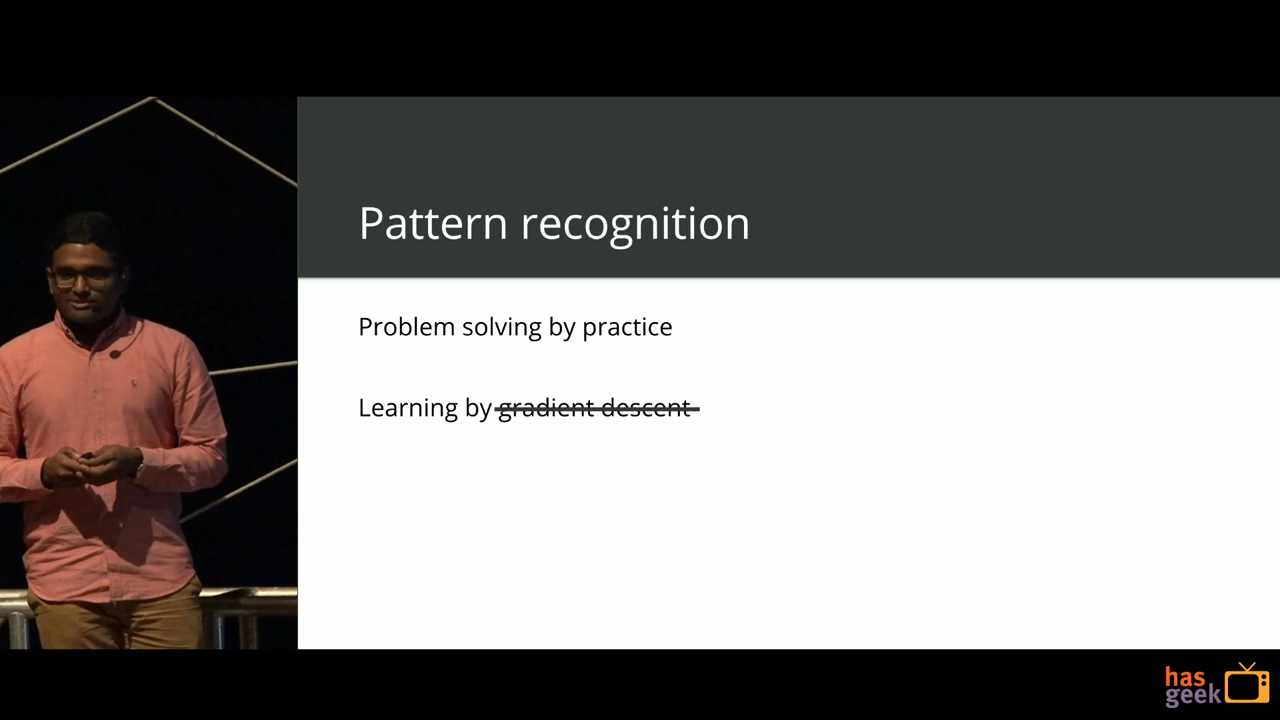 Pattern recognition
Problem solving by practice
Learning by gradient descent
has
geek